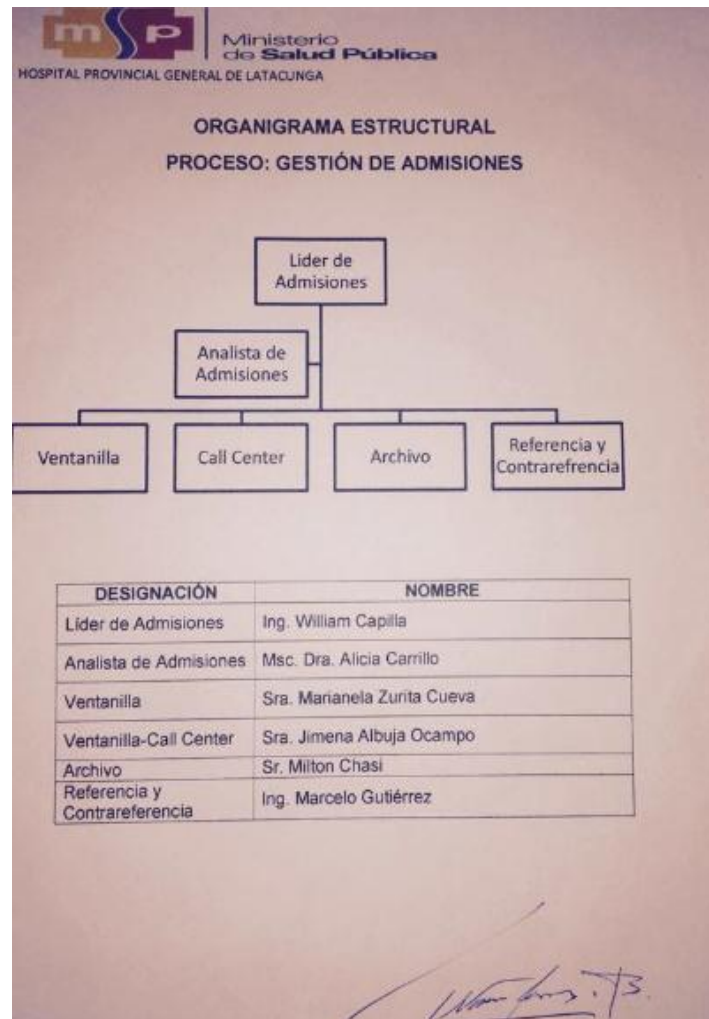 msp
Ministerio
de Salud Pública
HOSPITAL PROVINCIAL GENERAL DE LATACUNGA
ORGANIGRAMA ESTRUCTURAL
PROCESO: GESTIÓN DE ADMISIONES
Lider de
Admisiones
Analista de
Admisiones
Ventanilla
Call Center
Archivo
Referencia y
Contrarefrencia
DESIGNACIÓN NOMBRE
Líder de Admisiones Ing. William Capilla
Analista de Admisiones Msc. Dra. Alicia Carrillo
Ventanilla Sra. Marianela Zurita Cueva
Ventanilla-Call Center Sra. Jimena Albuja Ocampo
Archivo Sr. Milton Chasi
Referencia y
Contrareferencia Ing. Marcelo Gutiérrez